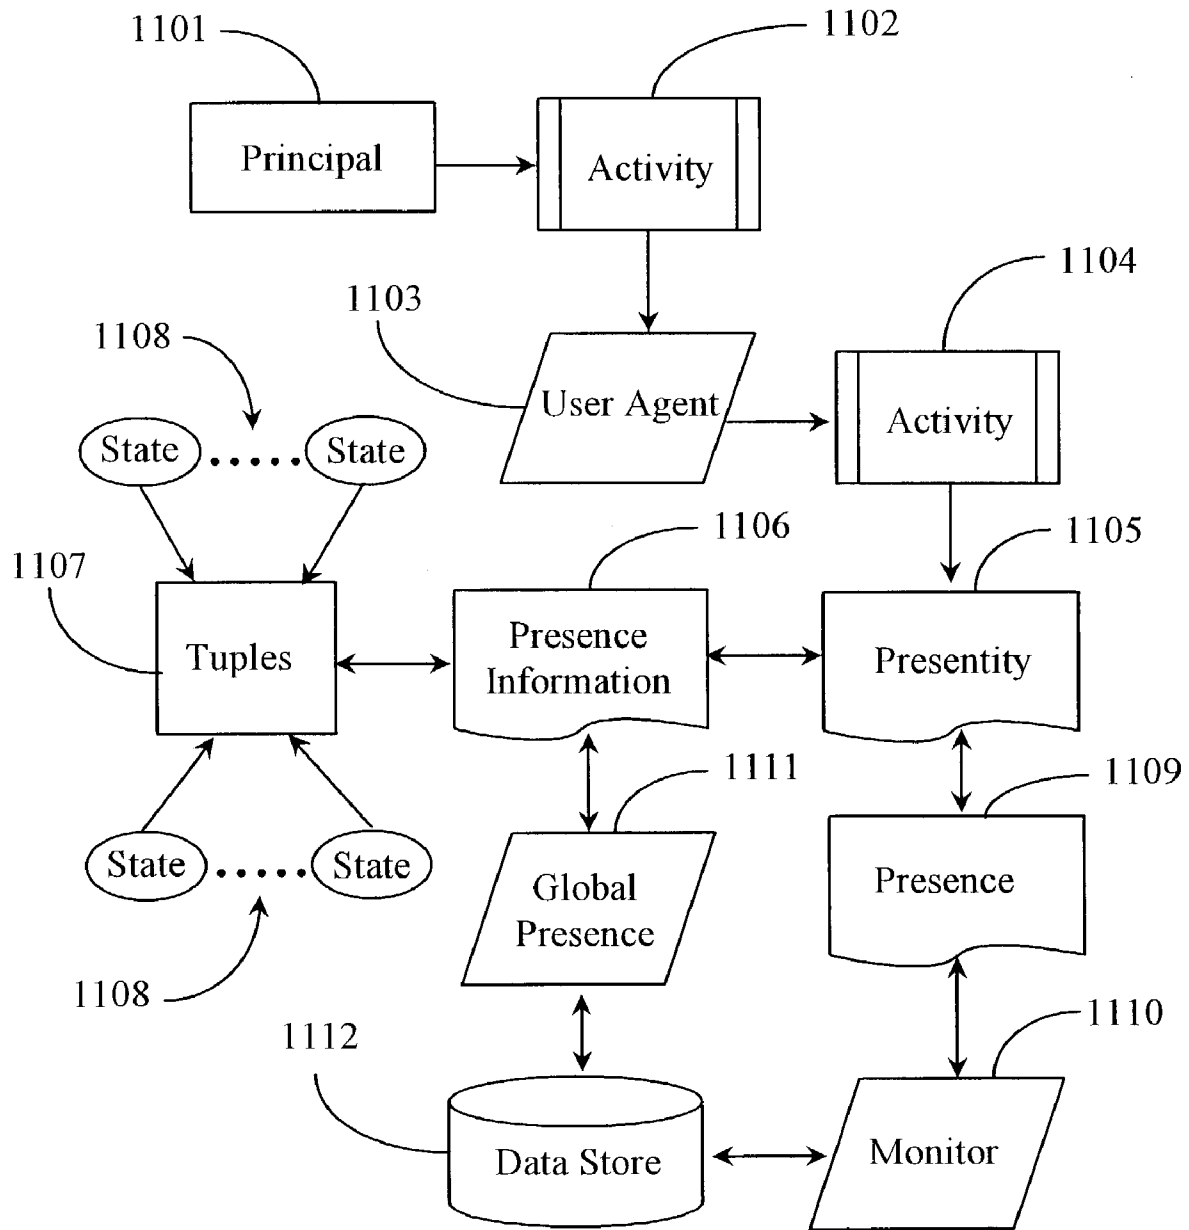 1101
1102
Principal
Activity
1103
1104
1108
User Agent
Activity
State
State
1106
1105
1107
Tuples
Presence
Information
Presentity
1111
1109
State
State
Global
Presence
Presence
1108
1110
1112
Data Store
Monitor